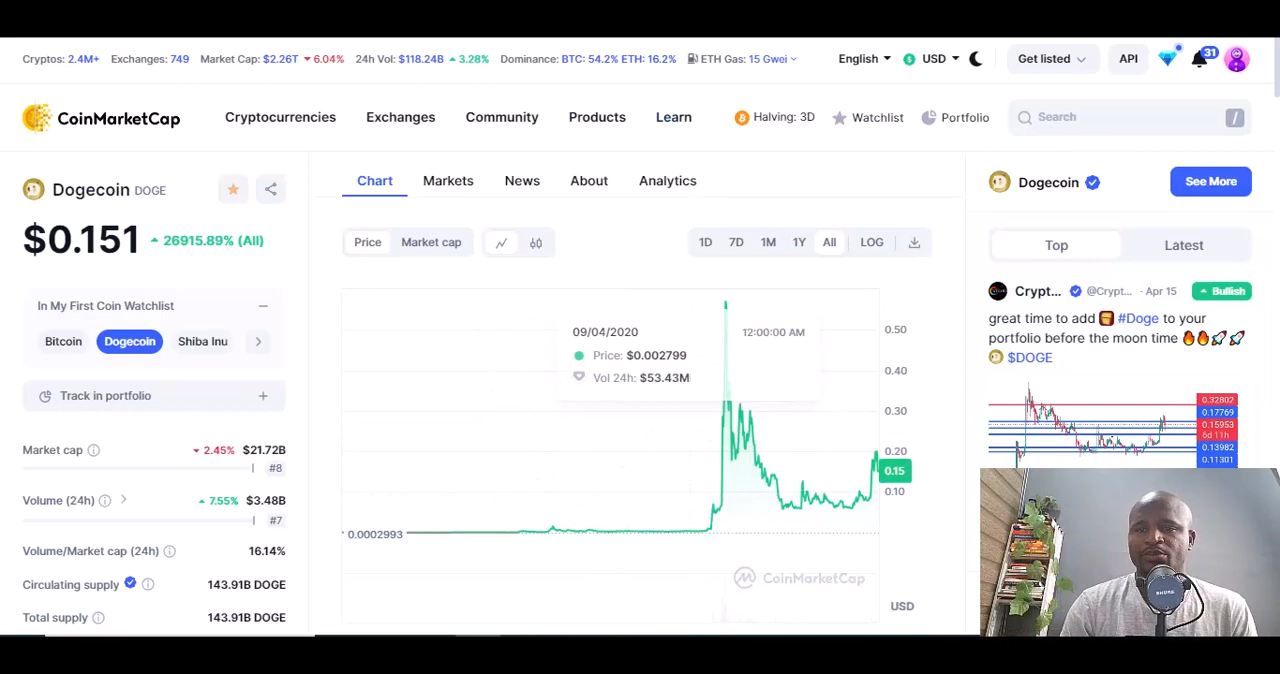 Cryptos: 2.4M+ Exchanges: 749 Market Cap: $2.26T 6.04% 24h Vol: $118.24B 3.28% Dominance: BTC: 54.2% ETH: 16.2% ETH Gas: 15 Gwei English USD Get listed API 31
CoinMarketCap Cryptocurrencies Exchanges Community Products Learn Halving: 3D Watchlist Portfolio Search /
Dogecoin DOGE
$0.151 26915.89% (All)
In My First Coin Watchlist
Bitcoin Dogecoin Shiba Inu
Track in portfolio +
Market cap 2.45% $21.72B
#8
Volume (24h) 7.55% $3.48B
#7
Volume/Market cap (24h) 16.14%
Circulating supply 143.91B DOGE
Total supply 143.91B DOGE
Chart Markets News About Analytics
Price Market cap 1D 7D 1M 1Y All LOG
09/04/2020 12:00:00 AM
Price: $0.002799
Vol 24h: $53.43M
0.50
0.40
0.30
0.20
0.15
0.10
0.0002993
CoinMarketCap
USD
Dogecoin See More
Top Latest
Crypt... @Crypt... · Apr 15 Bullish
great time to add #Doge to your
portfolio before the moon time
$DOGE
0.32802
0.17769
0.15953
6d 11h
0.13982
0.11301
SHURE